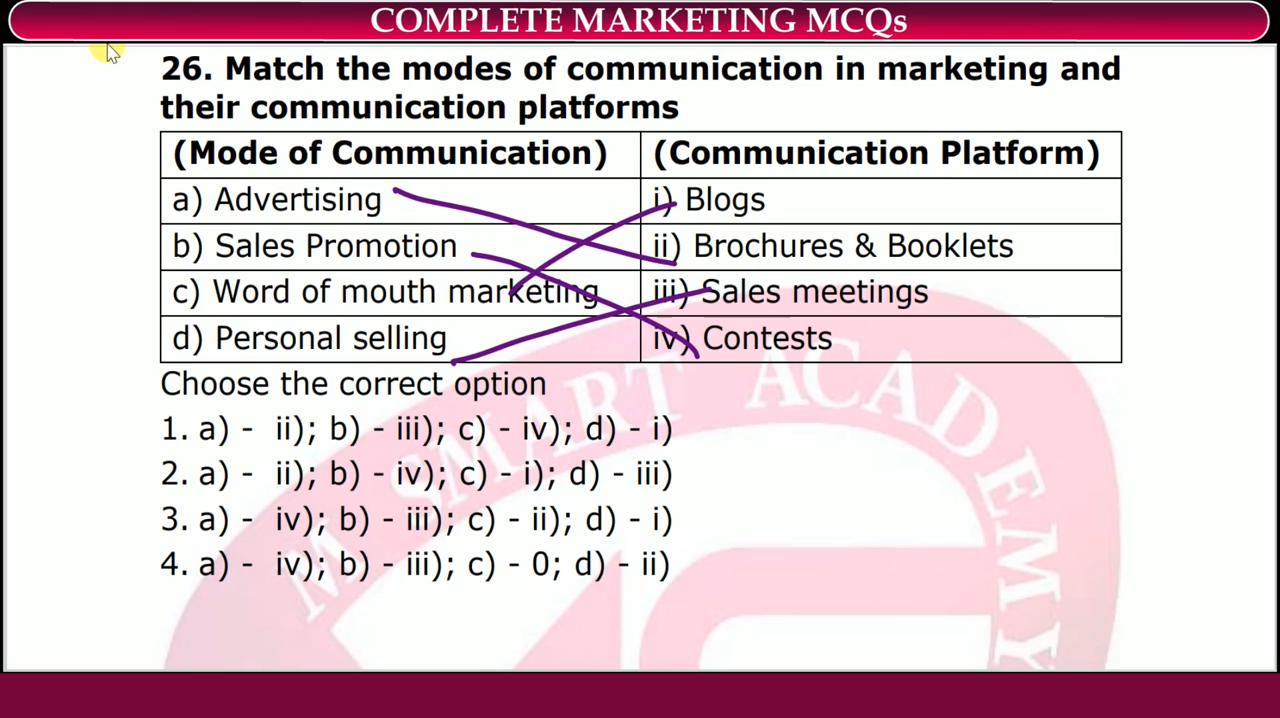 COMPLETE MARKETING MCQs
26. Match the modes of communication in marketing and
their communication platforms
(Mode of Communication) (Communication Platform)
a) Advertising i) Blogs
b) Sales Promotion ii) Brochures & Booklets
c) Word of mouth marketing iii) Sales meetings
d) Personal selling iv) Contests
Choose the correct option
1. a) - ii); b) - iii); c) - iv); d) - i)
2. a) - ii); b) - iv); c) - i); d) - iii)
3. a) - iv); b) - iii); c) - ii); d) - i)
4. a) - iv); b) - iii); c) - 0; d) - ii)
M SMART ACADEMY